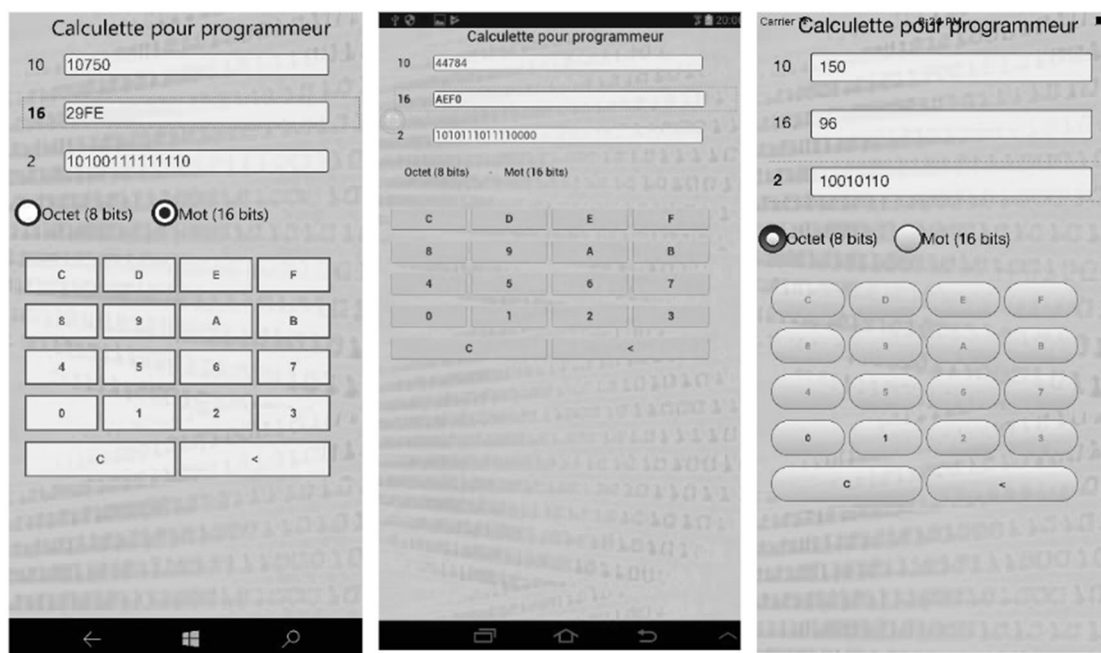 Calculette pour programmeur
10 10750
16 29FE
2 10100111111110
Octet (8 bits) Mot (16 bits)
C D E F
8 9 A B
4 5 6 7
0 1 2 3
C <
20:00
Calculette pour programmeur
10 44784
16 AEF0
2 1010111011110000
Octet (8 bits) - Mot (16 bits)
C D E F
8 9 A B
4 5 6 7
0 1 2 3
C <
Carrier
Calculette pour programmeur
10 150
16 96
2 10010110
Octet (8 bits) Mot (16 bits)
C D E F
8 9 A B
4 5 6 7
0 1 2 3
C <